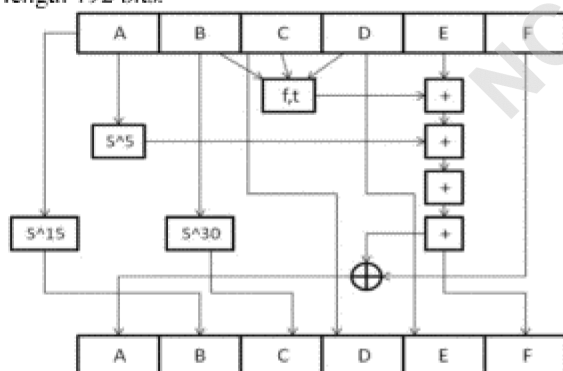 length 192 bits.
A B C D E F
f,t +
S^5 +
+
S^15 S^30 +
A B C D E F